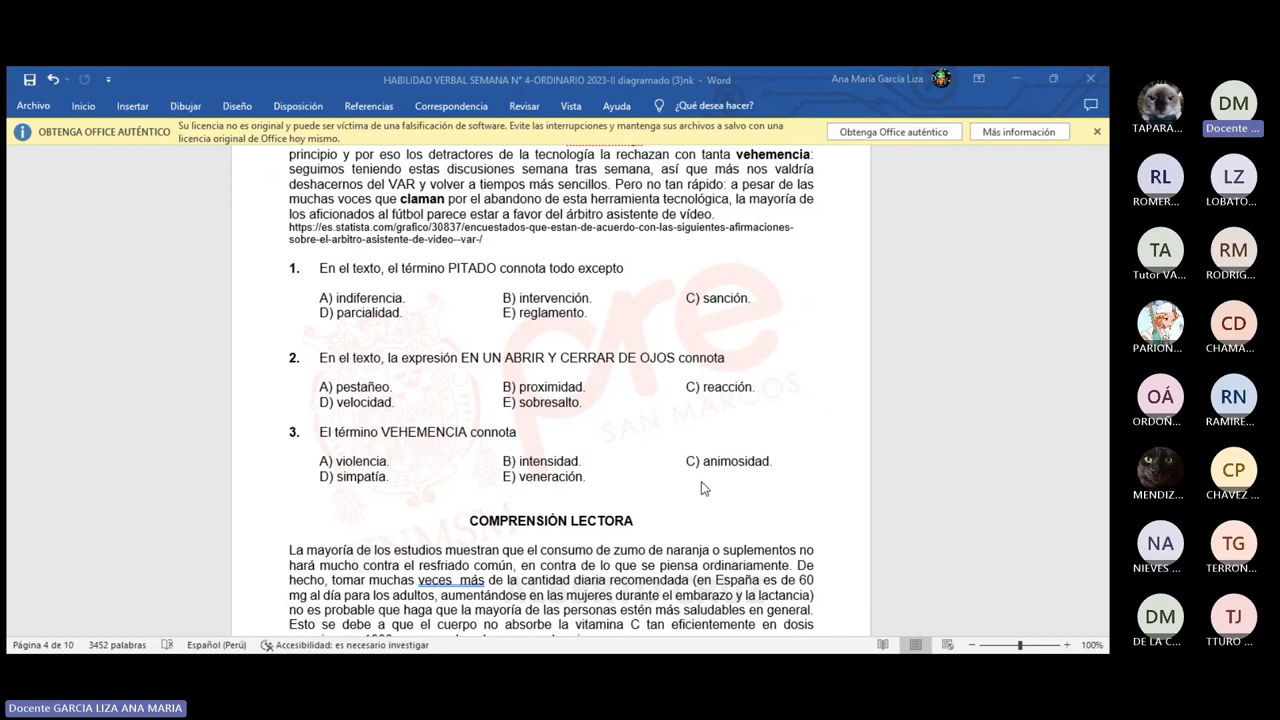 HABILIDAD VERBAL SEMANA N° 4-ORDINARIO 2023-II diagramado (3)nk - Word
Ana María García Liza
Archivo Inicio Insertar Dibujar Diseño Disposición Referencias Correspondencia Revisar Vista Ayuda ¿Qué desea hacer?
OBTENGA OFFICE AUTÉNTICO Su licencia no es original y puede ser víctima de una falsificación de software. Evite las interrupciones y mantenga sus archivos a salvo con una
licencia original de Office hoy mismo.
Obtenga Office auténtico Más información
principio y por eso los detractores de la tecnología la rechazan con tanta vehemencia:
seguimos teniendo estas discusiones semana tras semana, así que más nos valdría
deshacernos del VAR y volver a tiempos más sencillos. Pero no tan rápido: a pesar de las
muchas voces que claman por el abandono de esta herramienta tecnológica, la mayoría de
los aficionados al fútbol parece estar a favor del árbitro asistente de vídeo.
https://es.statista.com/grafico/30837/encuestados-que-estan-de-acuerdo-con-las-siguientes-afirmaciones-
sobre-el-arbitro-asistente-de-video--var-/
1. En el texto, el término PITADO connota todo excepto
A) indiferencia. B) intervención. C) sanción.
D) parcialidad. E) reglamento.
2. En el texto, la expresión EN UN ABRIR Y CERRAR DE OJOS connota
A) pestañeo. B) proximidad. C) reacción.
D) velocidad. E) sobresalto.
3. El término VEHEMENCIA connota
A) violencia. B) intensidad. C) animosidad.
D) simpatía. E) veneración.
pre
SAN MARCOS
UNMSM
COMPRENSIÓN LECTORA
La mayoría de los estudios muestran que el consumo de zumo de naranja o suplementos no
hará mucho contra el resfriado común, en contra de lo que se piensa ordinariamente. De
hecho, tomar muchas veces más de la cantidad diaria recomendada (en España es de 60
mg al día para los adultos, aumentándose en las mujeres durante el embarazo y la lactancia)
no es probable que haga que la mayoría de las personas estén más saludables en general.
Esto se debe a que el cuerpo no absorbe la vitamina C tan eficientemente en dosis
Página 4 de 10 3452 palabras Español (Perú) Accesibilidad: es necesario investigar 100%
Docente GARCIA LIZA ANA MARIA
TAPARA...
DM
Docente ...
RL
ROMER...
LZ
LOBATO...
TA
Tutor VA...
RM
RODRIG...
PARION...
CD
CHAMA...
OÁ
ORDOÑ...
RN
RAMIRE...
MENDIZ...
CP
CHÁVEZ ...
NA
NIEVES ...
TG
TERRON...
DM
DE LA C...
TJ
TTURO ...